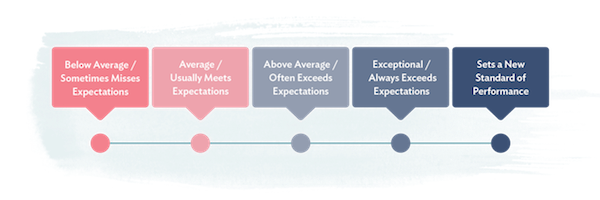 Below Average /
Sometimes Misses
Expectations
Average /
Usually Meets
Expectations
Above Average /
Often Exceeds
Expectations
Exceptional /
Always Exceeds
Expectations
Sets a New
Standard of
Performance